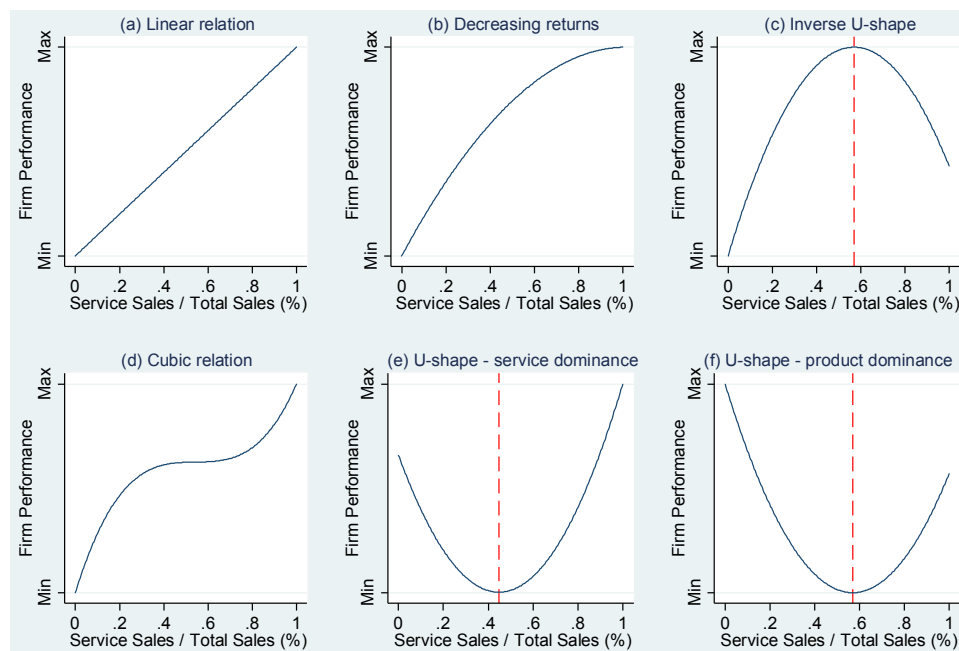 (a) Linear relation
Max
Firm Performance
Min
0 .2 .4 .6 .8 1
Service Sales / Total Sales (%)
(b) Decreasing returns
Max
Firm Performance
Min
0 .2 .4 .6 .8 1
Service Sales / Total Sales (%)
(c) Inverse U-shape
Max
Firm Performance
Min
0 .2 .4 .6 .8 1
Service Sales / Total Sales (%)
(d) Cubic relation
Max
Firm Performance
Min
0 .2 .4 .6 .8 1
Service Sales / Total Sales (%)
(e) U-shape - service dominance
Max
Firm Performance
Min
0 .2 .4 .6 .8 1
Service Sales / Total Sales (%)
(f) U-shape - product dominance
Max
Firm Performance
Min
0 .2 .4 .6 .8 1
Service Sales / Total Sales (%)